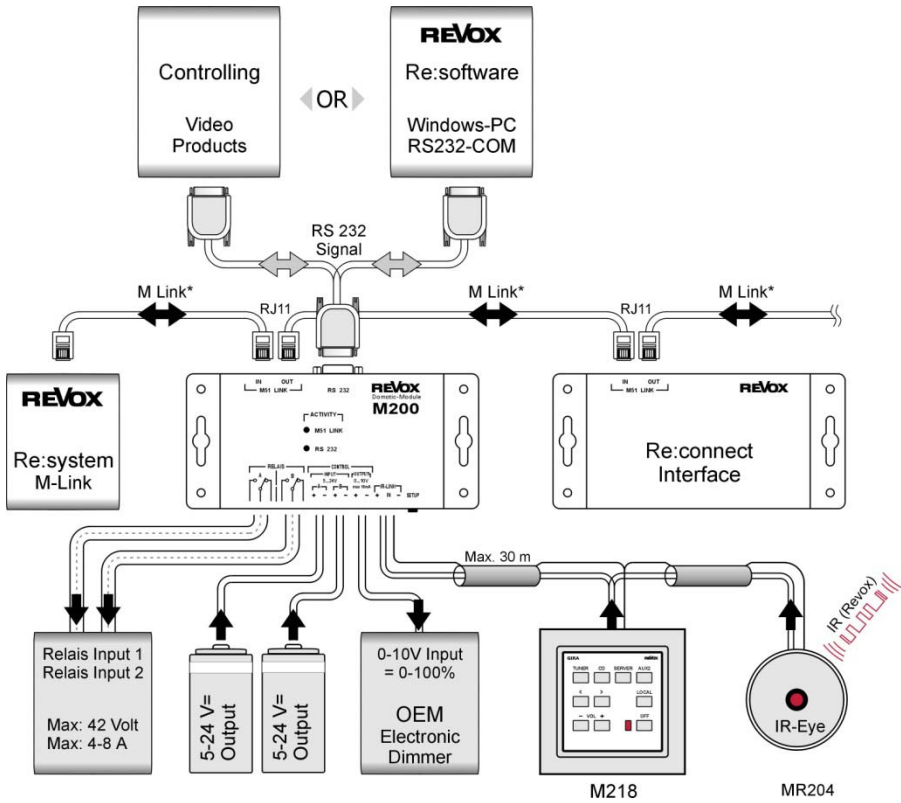 Controlling
Video
Products
OR
REVOX
Re:software
Windows-PC
RS232-COM
RS 232
Signal
M Link*
RJ11
M Link*
RJ11
M Link*
REVOX
Re:system
M-Link
IN OUT
M51 LINK
RS 232
REVOX
Domotic-Module
M200
ACTIVITY
M51 LINK
RS 232
RELAIS
A B
CONTROL
INPUT
5...24V
OUTPUT
0...10V
max 10mA
IR-LINK
I II
+ - + - + - + IN -
SETUP
IN OUT
M51 LINK
REVOX
Re:connect
Interface
Max. 30 m
Relais Input 1
Relais Input 2
Max: 42 Volt
Max: 4-8 A
5-24 V=
Output
5-24 V=
Output
0-10V Input
= 0-100%
OEM
Electronic
Dimmer
GIRA REVOX
TUNER CD SERVER AUX2
< > LOCAL
- VOL + OFF
M218
IR (Revox)
IR-Eye
MR204